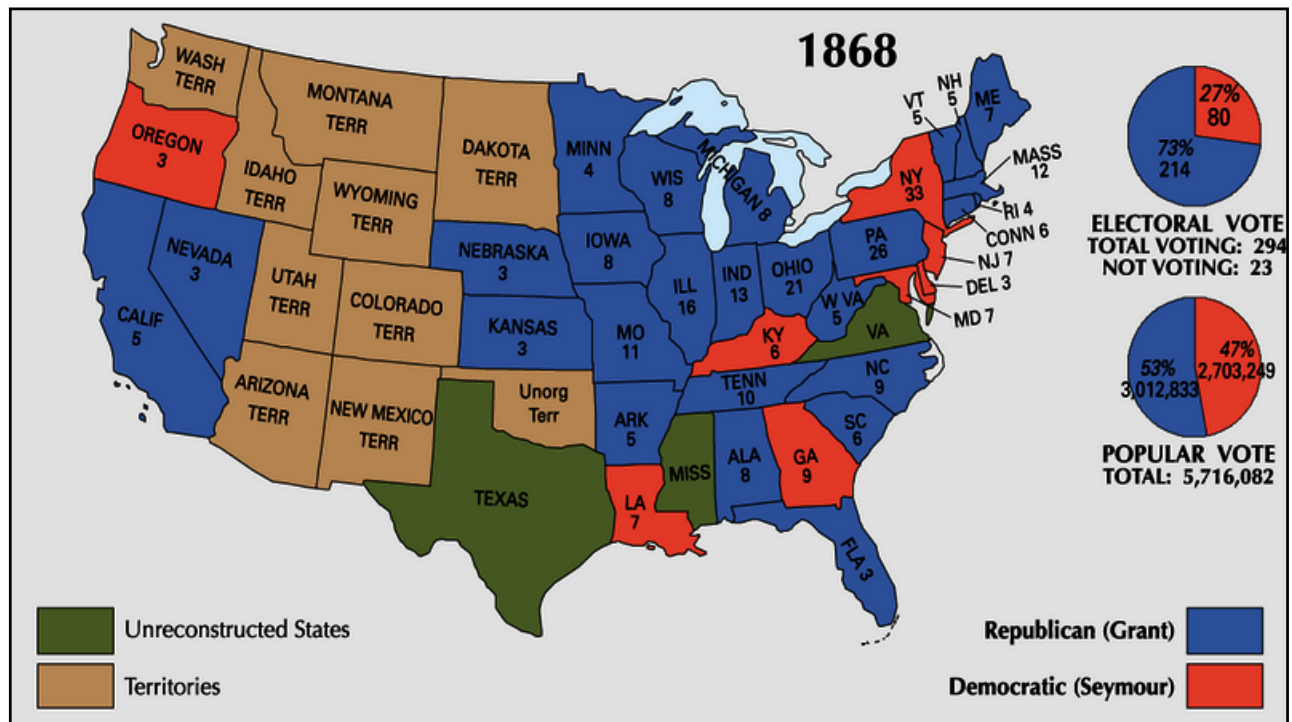 1868
WASH
TERR
OREGON
3
MONTANA
TERR
IDAHO
TERR
WYOMING
TERR
DAKOTA
TERR
NEVADA
3
CALIF
5
UTAH
TERR
COLORADO
TERR
ARIZONA
TERR
NEW MEXICO
TERR
Unorg
Terr
NEBRASKA
3
KANSAS
3
TEXAS
MINN
4
IOWA
8
MO
11
ARK
5
LA
7
WIS
8
ILL
16
MICHIGAN 8
IND
13
OHIO
21
KY
6
TENN
10
MISS
ALA
8
GA
9
FLA 3
SC
6
NC
9
VA
W VA
5
PA
26
NY
33
VT
5
NH
5
ME
7
MASS
12
RI 4
CONN 6
NJ 7
DEL 3
MD 7
27%
80
73%
214
ELECTORAL VOTE
TOTAL VOTING: 294
NOT VOTING: 23
53%
3,012,833
47%
2,703,249
POPULAR VOTE
TOTAL: 5,716,082
Unreconstructed States
Territories
Republican (Grant)
Democratic (Seymour)